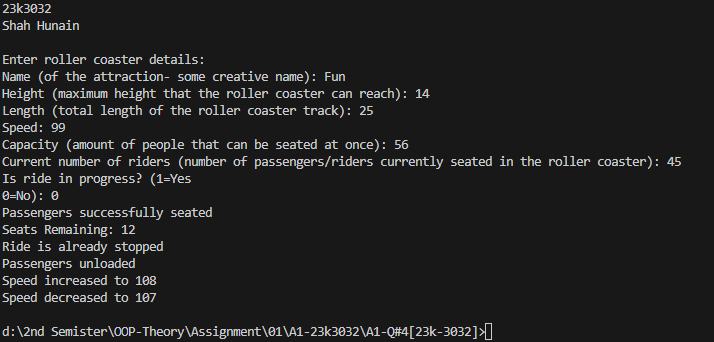 23k3032
Shah Hunain
Enter roller coaster details:
Name (of the attraction- some creative name): Fun
Height (maximum height that the roller coaster can reach): 14
Length (total length of the roller coaster track): 25
Speed: 99
Capacity (amount of people that can be seated at once): 56
Current number of riders (number of passengers/riders currently seated in the roller coaster): 45
Is ride in progress? (1=Yes
0=No): 0
Passengers successfully seated
Seats Remaining: 12
Ride is already stopped
Passengers unloaded
Speed increased to 108
Speed decreased to 107
d:\2nd Semister\OOP-Theory\Assignment\01\A1-23k3032\A1-Q#4[23k-3032]>